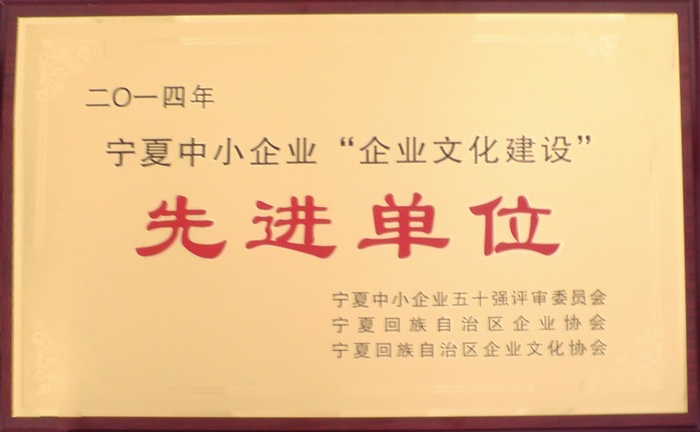 二〇一四年
宁夏中小企业“企业文化建设”
先进单位
宁夏中小企业五十强评审委员会
宁夏回族自治区企业协会
宁夏回族自治区企业文化协会